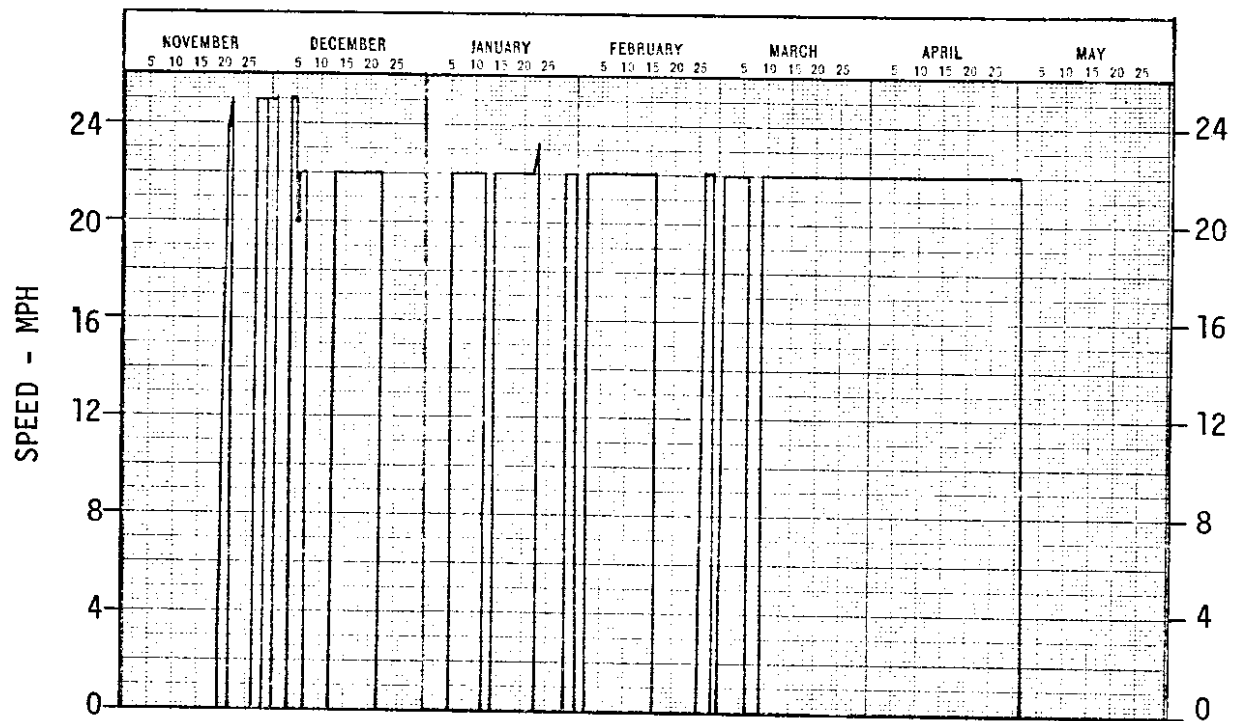 NOVEMBER DECEMBER JANUARY FEBRUARY MARCH APRIL MAY
5 10 15 20 25 5 10 15 20 25 5 10 15 20 25 5 10 15 20 25 5 10 15 20 25 5 10 15 20 25 5 10 15 20 25
24 24
20 20
16 16
12 12
8 8
4 4
0 0
SPEED - MPH